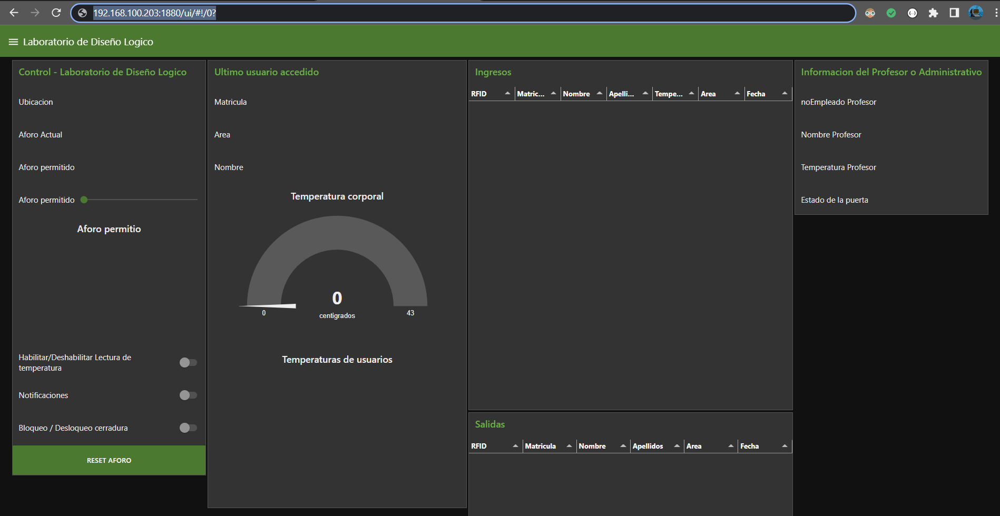 192.168.100.203:1880/ui/#!/0?
Laboratorio de Diseño Logico
Control - Laboratorio de Diseño Logico
Ubicacion
Aforo Actual
Aforo permitido
Aforo permitido
Aforo permitio
Habilitar/Deshabilitar Lectura de
temperatura
Notificaciones
Bloqueo / Desloqueo cerradura
RESET AFORO
Ultimo usuario accedido
Matricula
Area
Nombre
Temperatura corporal
0
centigrados
0
43
Temperaturas de usuarios
Ingresos
RFID Matric... Nombre Apelli... Tempe... Area Fecha
Salidas
RFID Matricula Nombre Apellidos Area Fecha
Informacion del Profesor o Administrativo
noEmpleado Profesor
Nombre Profesor
Temperatura Profesor
Estado de la puerta